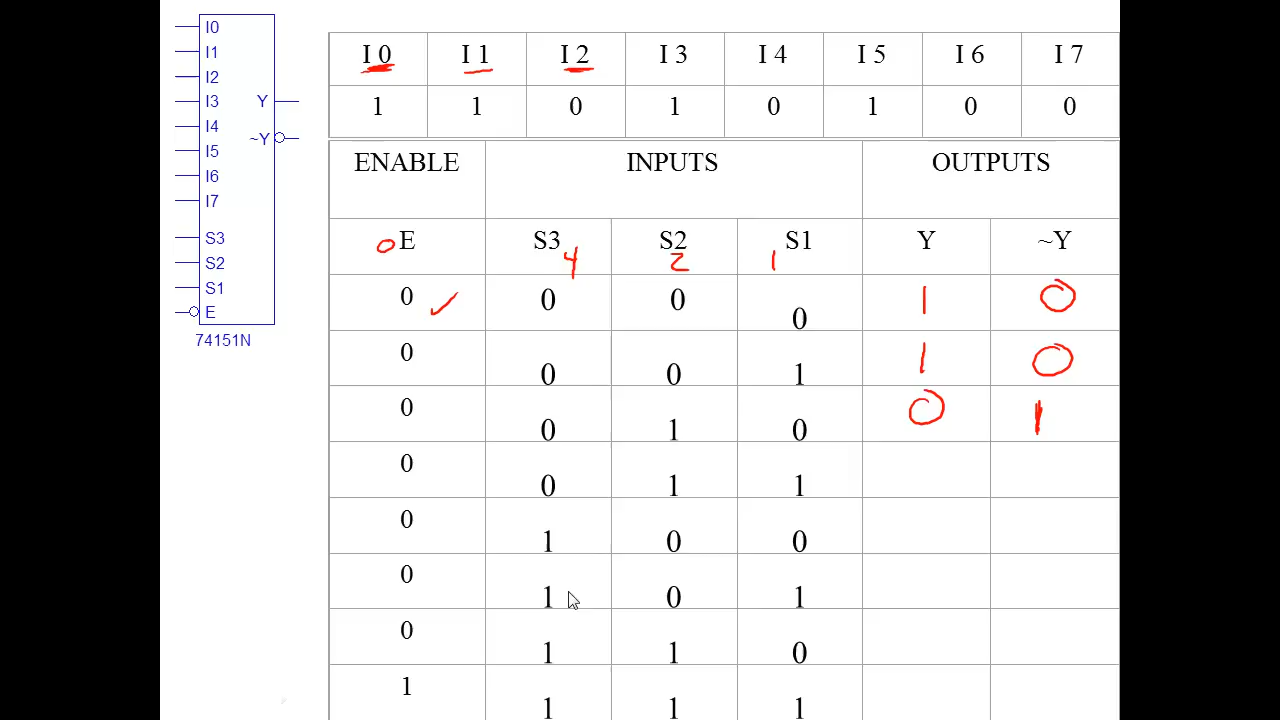 I0
I1
I2
I3
I4
I5
I6
I7
S3
S2
S1
E
Y
~Y
74151N
I 0 I 1 I 2 I 3 I 4 I 5 I 6 I 7
1 1 0 1 0 1 0 0
ENABLE INPUTS OUTPUTS
0 E S3 S2 S1 Y ~Y
4 2 1
0 ✓ 0 0 0 1 0
0 0 0 1 1 0
0 0 1 0 0 1
0 0 1 1
0 1 0 0
0 1 0 1
0 1 1 0
1 1 1 1